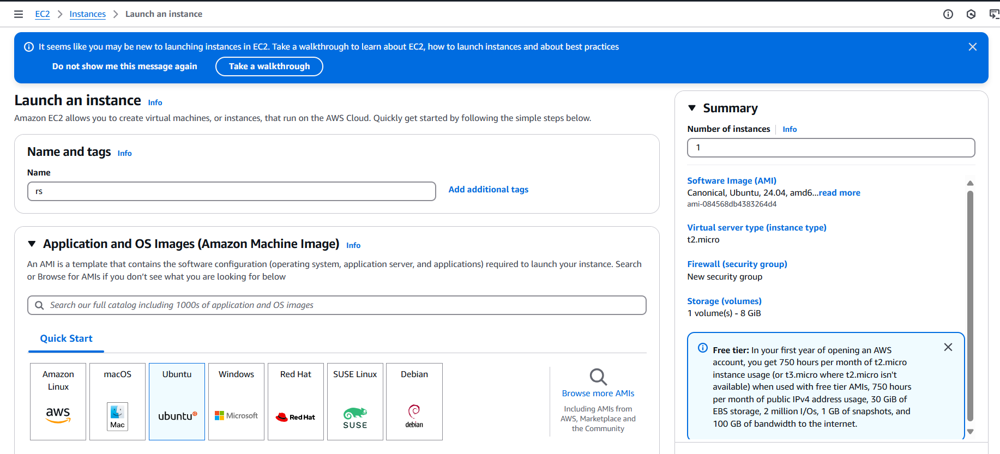 EC2 > Instances > Launch an instance
It seems like you may be new to launching instances in EC2. Take a walkthrough to learn about EC2, how to launch instances and about best practices
Do not show me this message again
Take a walkthrough
Launch an instance Info
Amazon EC2 allows you to create virtual machines, or instances, that run on the AWS Cloud. Quickly get started by following the simple steps below.
Name and tags Info
Name
rs
Add additional tags
Application and OS Images (Amazon Machine Image) Info
An AMI is a template that contains the software configuration (operating system, application server, and applications) required to launch your instance. Search
or Browse for AMIs if you don’t see what you are looking for below
Search our full catalog including 1000s of application and OS images
Quick Start
Amazon
Linux
aws
macOS
Mac
Ubuntu
ubuntu
Windows
Microsoft
Red Hat
Red Hat
SUSE Linux
SUSE
Debian
debian
Browse more AMIs
Including AMIs from
AWS, Marketplace and
the Community
Summary
Number of instances Info
1
Software Image (AMI)
Canonical, Ubuntu, 24.04, amd6...read more
ami-084568db4383264d4
Virtual server type (instance type)
t2.micro
Firewall (security group)
New security group
Storage (volumes)
1 volume(s) - 8 GiB
Free tier: In your first year of opening an AWS
account, you get 750 hours per month of t2.micro
instance usage (or t3.micro where t2.micro isn't
available) when used with free tier AMIs, 750 hours
per month of public IPv4 address usage, 30 GiB of
EBS storage, 2 million I/Os, 1 GB of snapshots, and
100 GB of bandwidth to the internet.